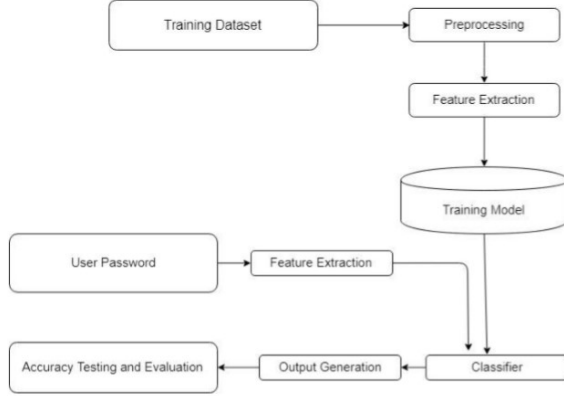 Training Dataset
Preprocessing
Feature Extraction
Training Model
User Password
Feature Extraction
Accuracy Testing and Evaluation
Output Generation
Classifier